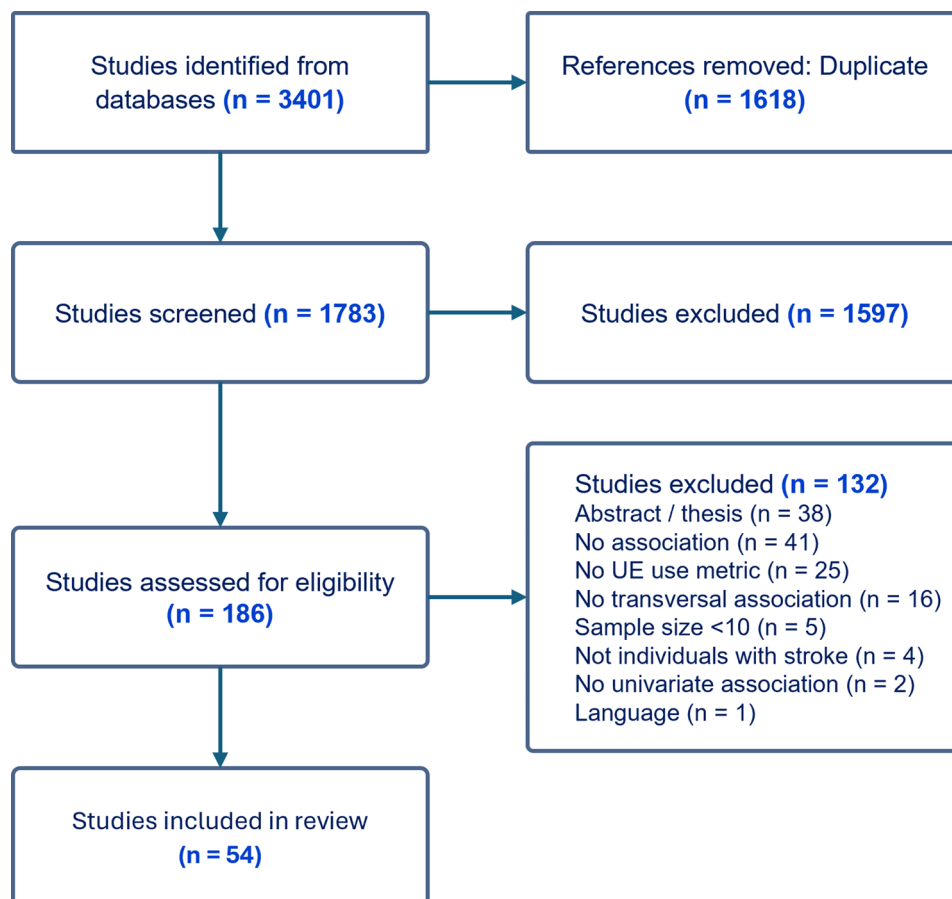 Studies identified from
databases (n = 3401)
References removed: Duplicate
(n = 1618)
Studies screened (n = 1783)
Studies excluded (n = 1597)
Studies assessed for eligibility
(n = 186)
Studies excluded (n = 132)
Abstract / thesis (n = 38)
No association (n = 41)
No UE use metric (n = 25)
No transversal association (n = 16)
Sample size <10 (n = 5)
Not individuals with stroke (n = 4)
No univariate association (n = 2)
Language (n = 1)
Studies included in review
(n = 54)